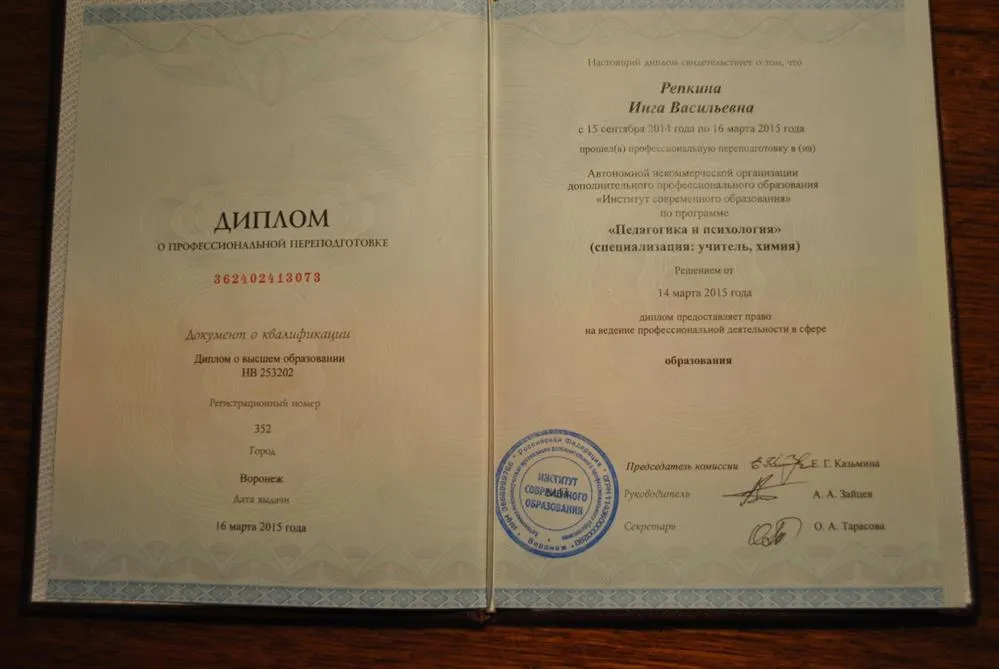 ДИПЛОМ
О ПРОФЕССИОНАЛЬНОЙ ПЕРЕПОДГОТОВКЕ
362402413073
Документ о квалификации
Диплом о высшем образовании
НВ 253202
Регистрационный номер
352
Город
Воронеж
Дата выдачи
16 марта 2015 года
Настоящий диплом свидетельствует о том, что
Репкина
Инга Васильевна
с 15 сентября 2014 года по 16 марта 2015 года
прошел(а) профессиональную переподготовку в (на)
Автономной некоммерческой организации
дополнительного профессионального образования
«Институт современного образования»
по программе
«Педагогика и психология»
(специализация: учитель, химия)
Решением от
14 марта 2015 года
диплом предоставляет право
на ведение профессиональной деятельности в сфере
образования
Председатель комиссии Е. Г. Казьмина
Руководитель А. А. Зайцев
Секретарь О. А. Тарасова
Российская Федерация
Воронеж
ИНСТИТУТ
СОВРЕМЕННОГО
ОБРАЗОВАНИЯ